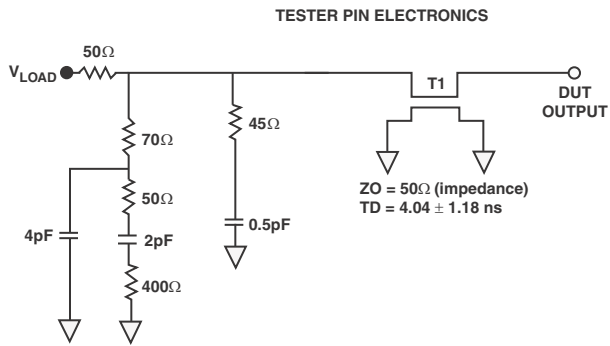 TESTER PIN ELECTRONICS
50Ω
VLOAD
T1
DUT
OUTPUT
70Ω
45Ω
ZO = 50Ω (impedance)
TD = 4.04 ± 1.18 ns
50Ω
4pF
2pF
0.5pF
400Ω